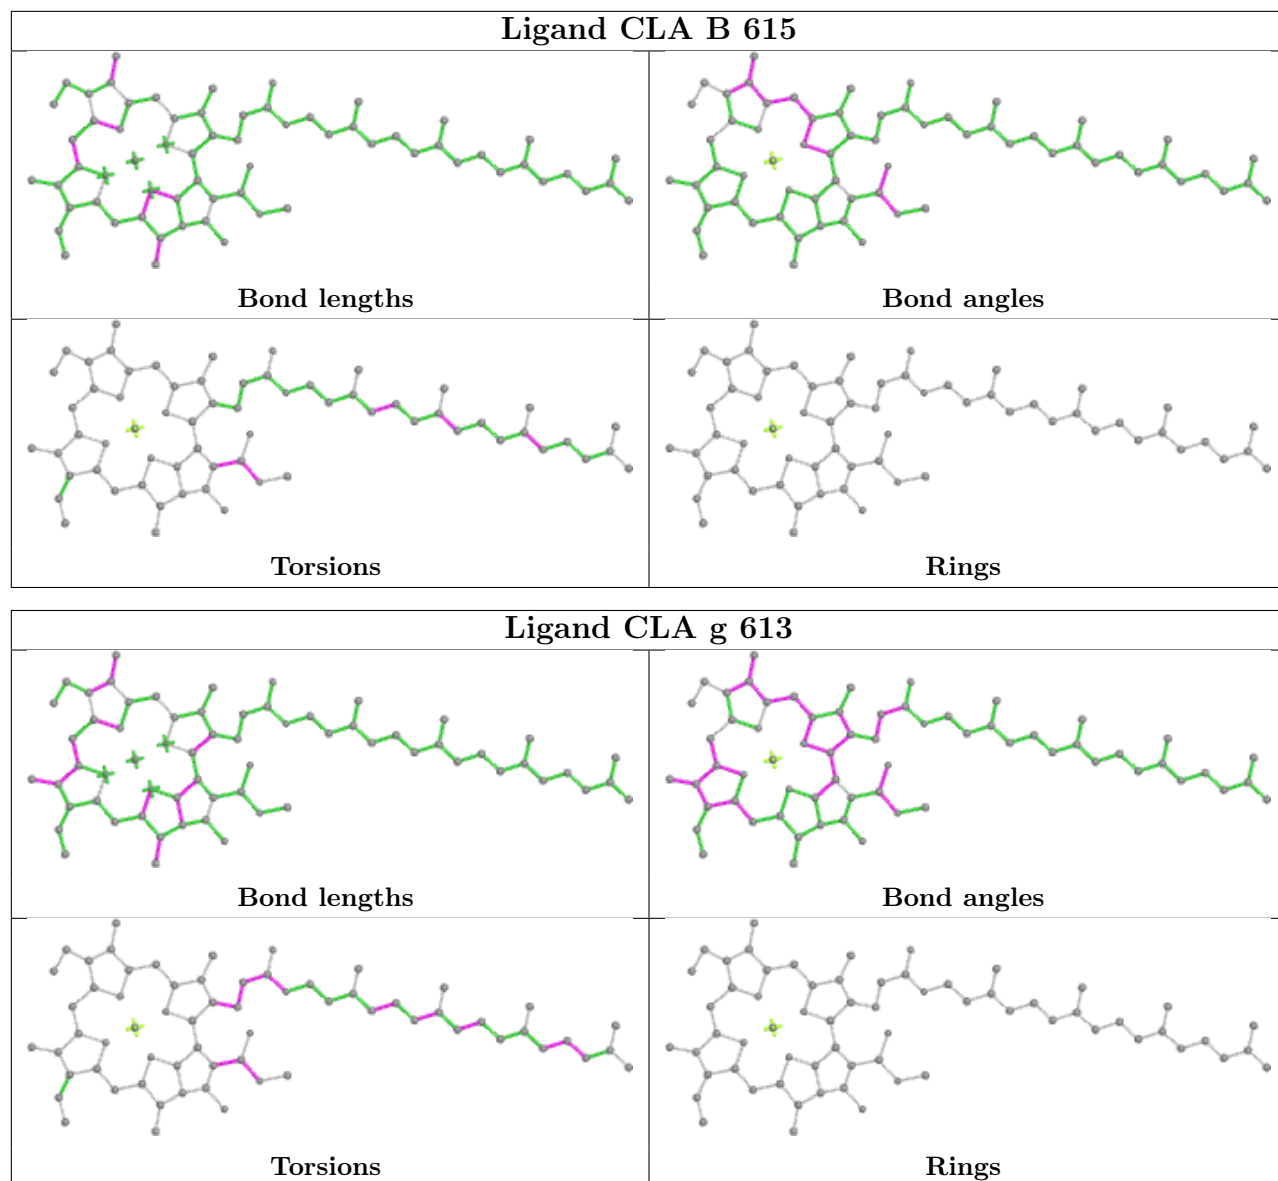 Ligand CLA B 615
Bond lengths
Bond angles
Torsions
Rings
Ligand CLA g 613
Bond lengths
Bond angles
Torsions
Rings